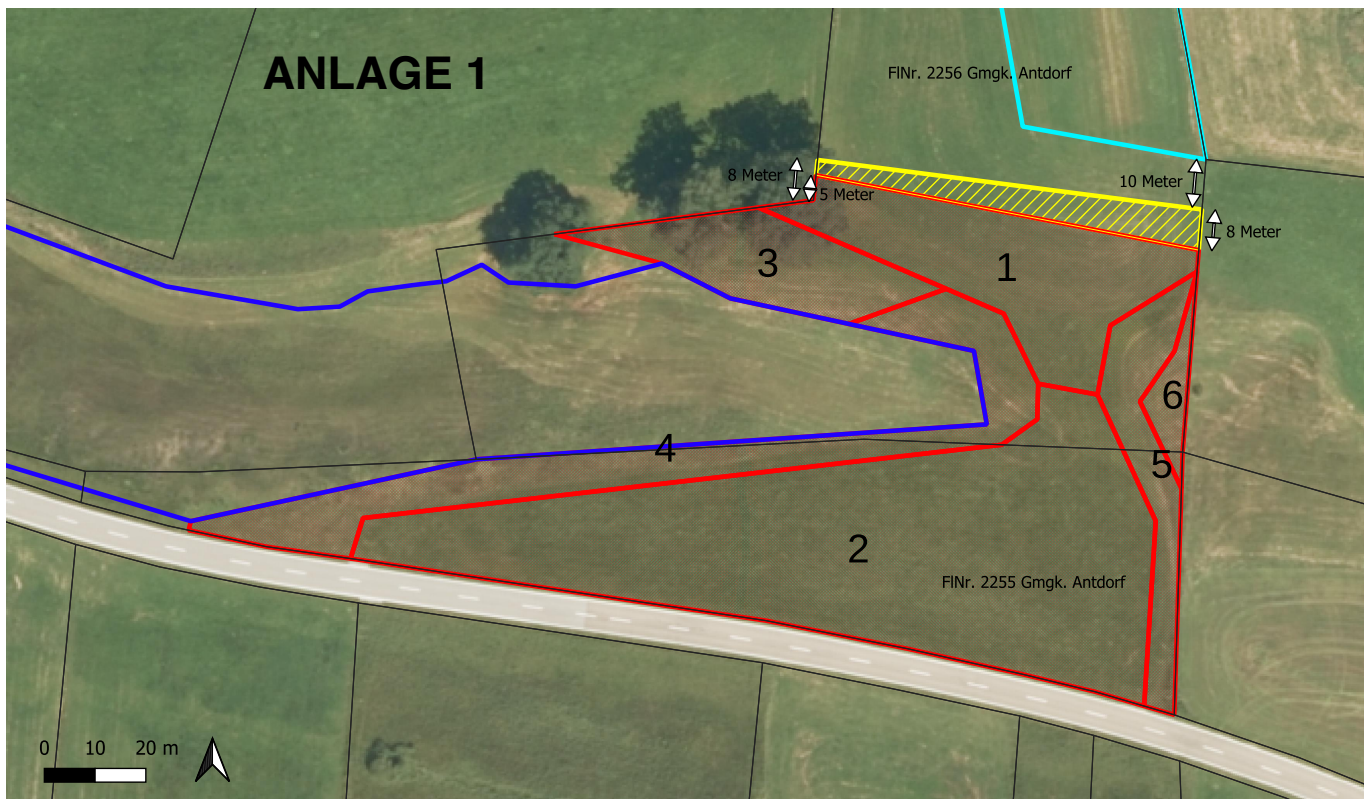 ANLAGE 1
FlNr. 2256 Gmgk. Antdorf
8 Meter
5 Meter
10 Meter
8 Meter
3
1
6
4
5
2
FlNr. 2255 Gmgk. Antdorf
0 10 20 m